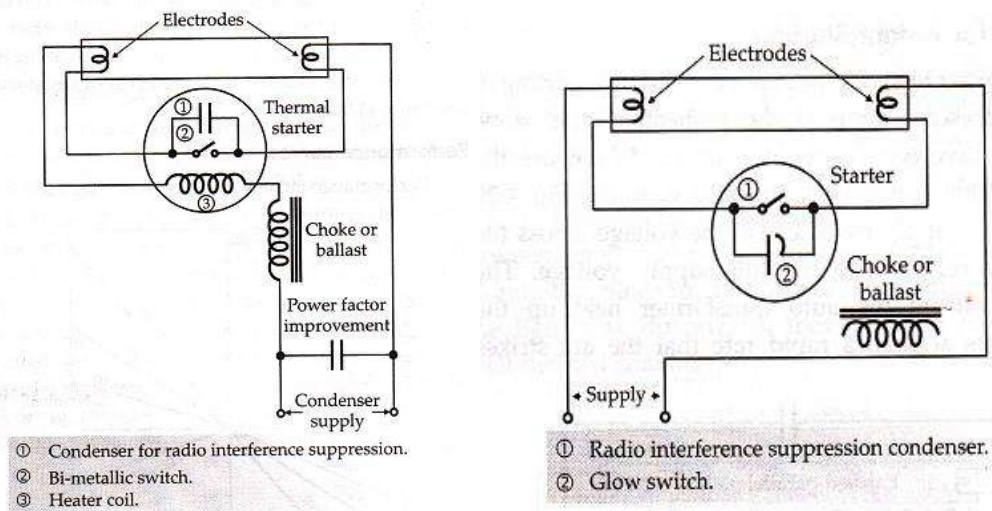 Electrodes
①
②
Thermal
starter
③
Choke or
ballast
Power factor
improvement
Condenser
supply
① Condenser for radio interference suppression.
② Bi-metallic switch.
③ Heater coil.
Electrodes
①
Starter
②
Choke or
ballast
Supply
① Radio interference suppression condenser.
② Glow switch.